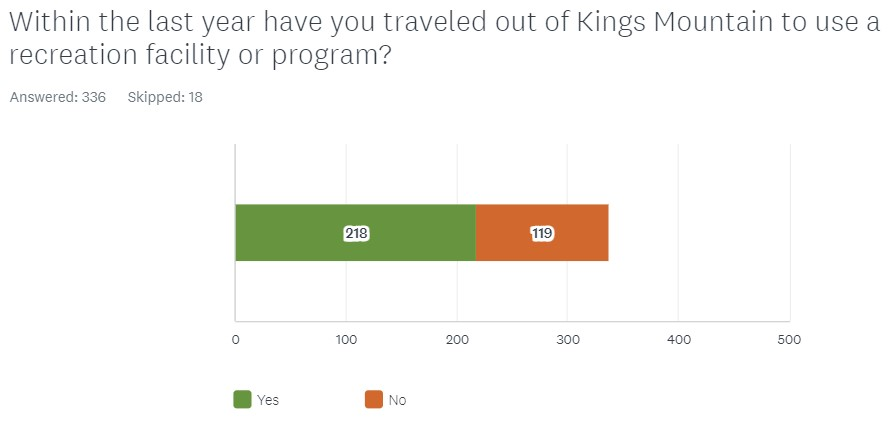 Within the last year have you traveled out of Kings Mountain to use a
recreation facility or program?
Answered: 336 Skipped: 18
218 119
0 100 200 300 400 500
Yes No